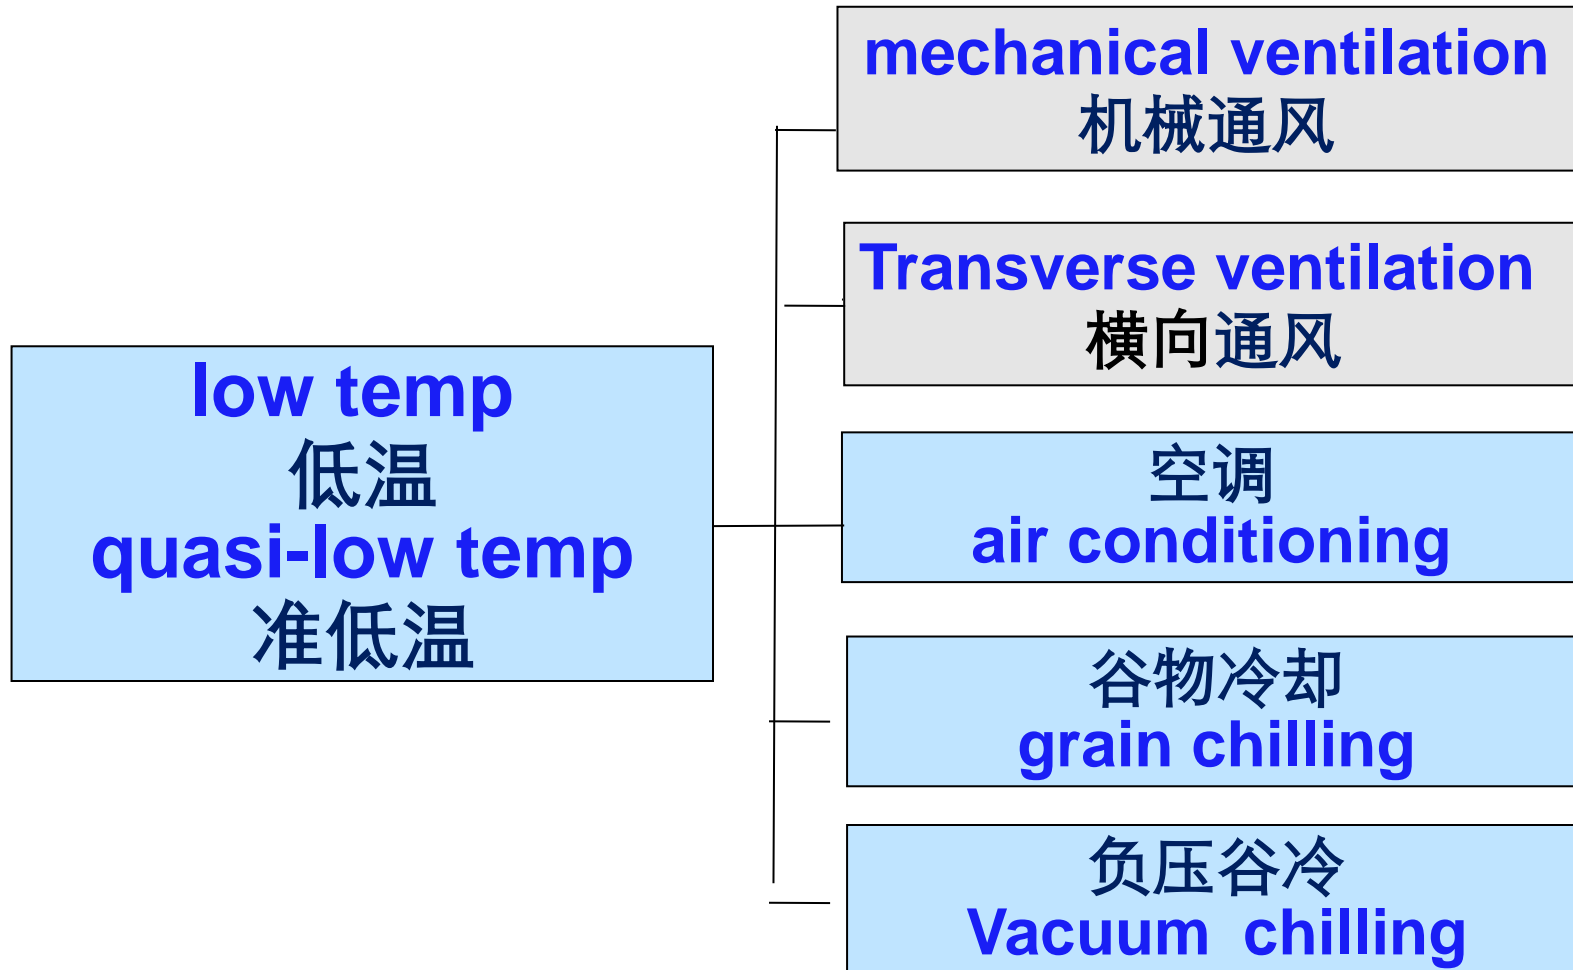 low temp
低温
quasi-low temp
准低温
mechanical ventilation
机械通风
Transverse ventilation
横向通风
空调
air conditioning
谷物冷却
grain chilling
负压谷冷
Vacuum chilling